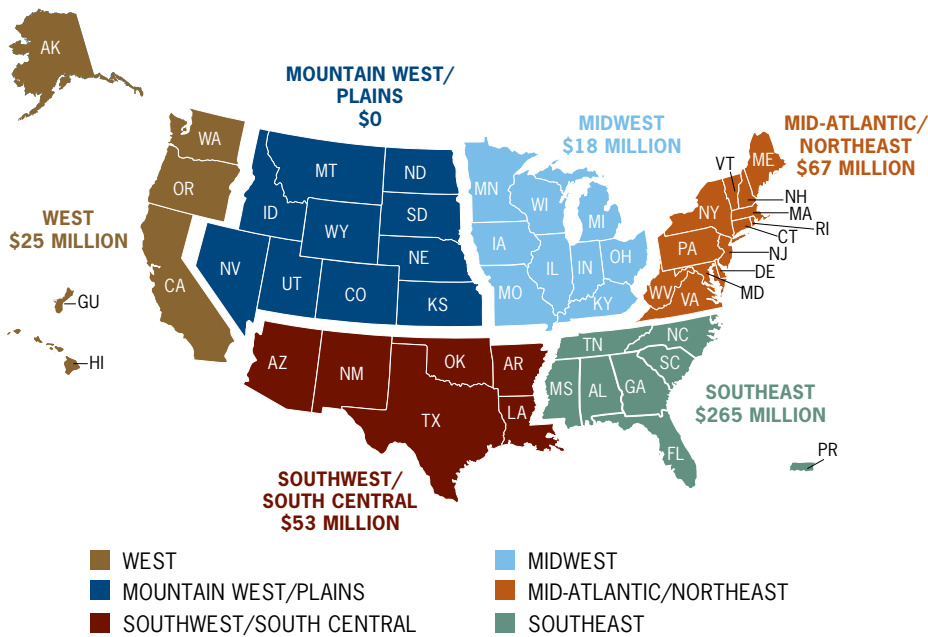 AK
MOUNTAIN WEST/
PLAINS
$0
MIDWEST
$18 MILLION
MID-ATLANTIC/
NORTHEAST
$67 MILLION
WEST
$25 MILLION
WA
OR
CA
GU
HI
MT
ND
ID
WY
SD
NE
NV
UT
CO
KS
MN
WI
MI
IA
IL
IN
OH
MO
KY
VT
ME
NH
MA
RI
CT
NY
PA
NJ
DE
MD
WV
VA
AZ
NM
OK
AR
TX
LA
TN
NC
SC
MS
AL
GA
FL
PR
SOUTHEAST
$265 MILLION
SOUTHWEST/
SOUTH CENTRAL
$53 MILLION
WEST
MOUNTAIN WEST/PLAINS
SOUTHWEST/SOUTH CENTRAL
MIDWEST
MID-ATLANTIC/NORTHEAST
SOUTHEAST